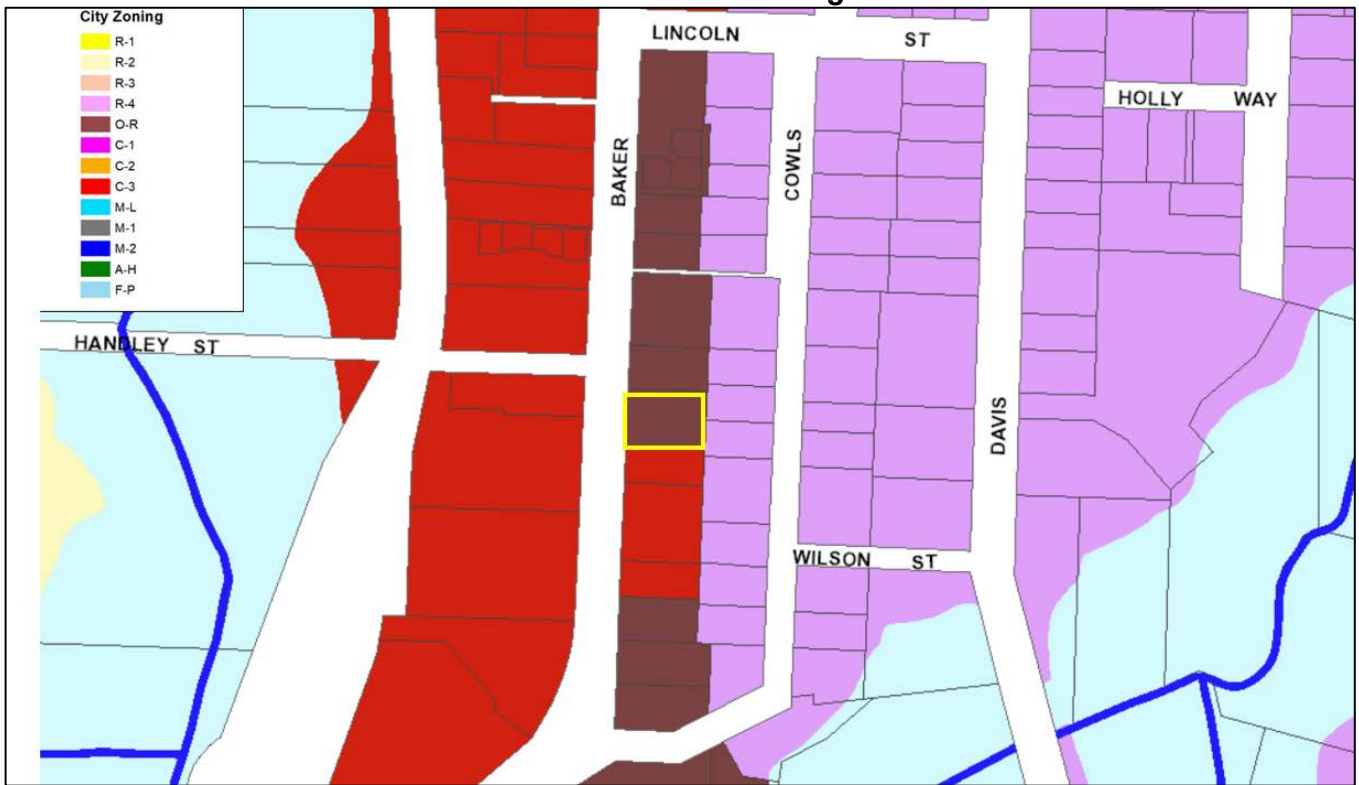 City Zoning
R-1
R-2
R-3
R-4
O-R
C-1
C-2
C-3
M-L
M-1
M-2
A-H
F-P
LINCOLN ST
HOLLY WAY
BAKER
COWLS
HANDLEY ST
DAVIS
WILSON ST